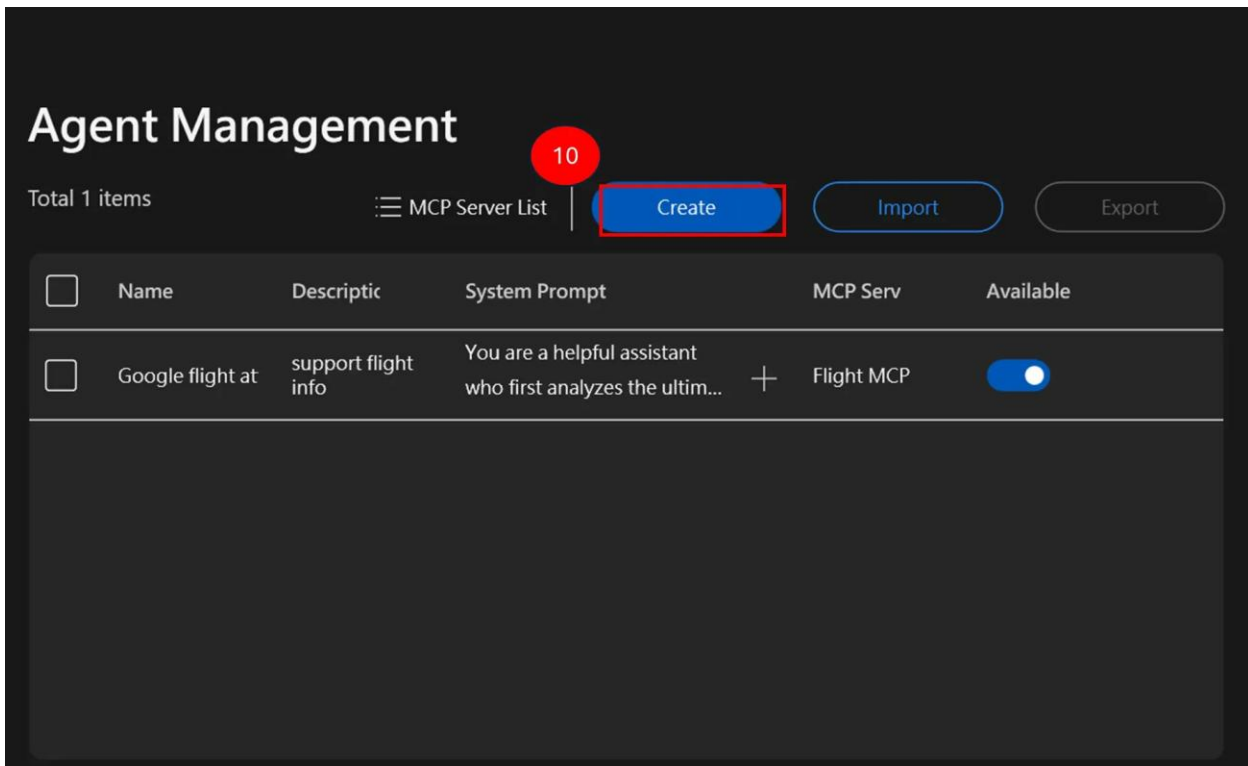 Agent Management
10
Total 1 items
MCP Server List
Create
Import
Export
Name
Descriptic
System Prompt
MCP Serv
Available
Google flight at
support flight
info
You are a helpful assistant
who first analyzes the ultim...
Flight MCP